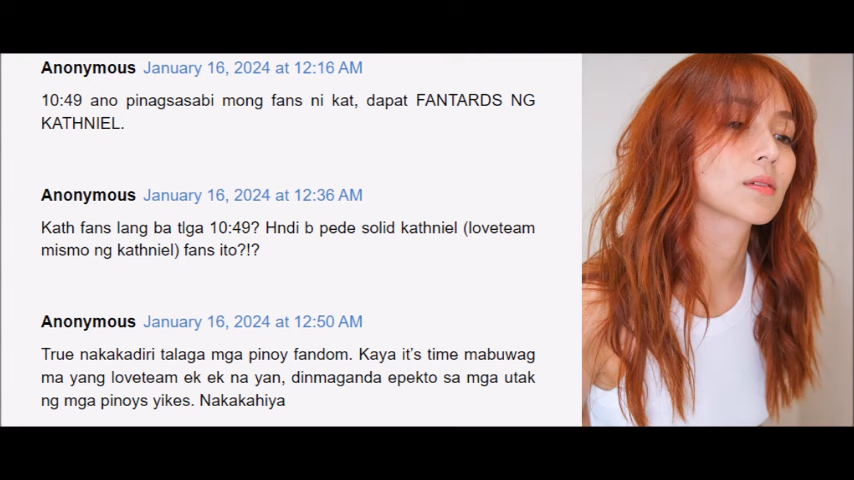 Anonymous January 16, 2024 at 12:16 AM
10:49 ano pinagsasabi mong fans ni kat, dapat FANTARDS NG
KATHNIEL.
Anonymous January 16, 2024 at 12:36 AM
Kath fans lang ba tlga 10:49? Hndi b pede solid kathniel (loveteam
mismo ng kathniel) fans ito?!?
Anonymous January 16, 2024 at 12:50 AM
True nakakadiri talaga mga pinoy fandom. Kaya it's time mabuwag
ma yang loveteam ek ek na yan, dinmaganda epekto sa mga utak
ng mga pinoys yikes. Nakakahiya